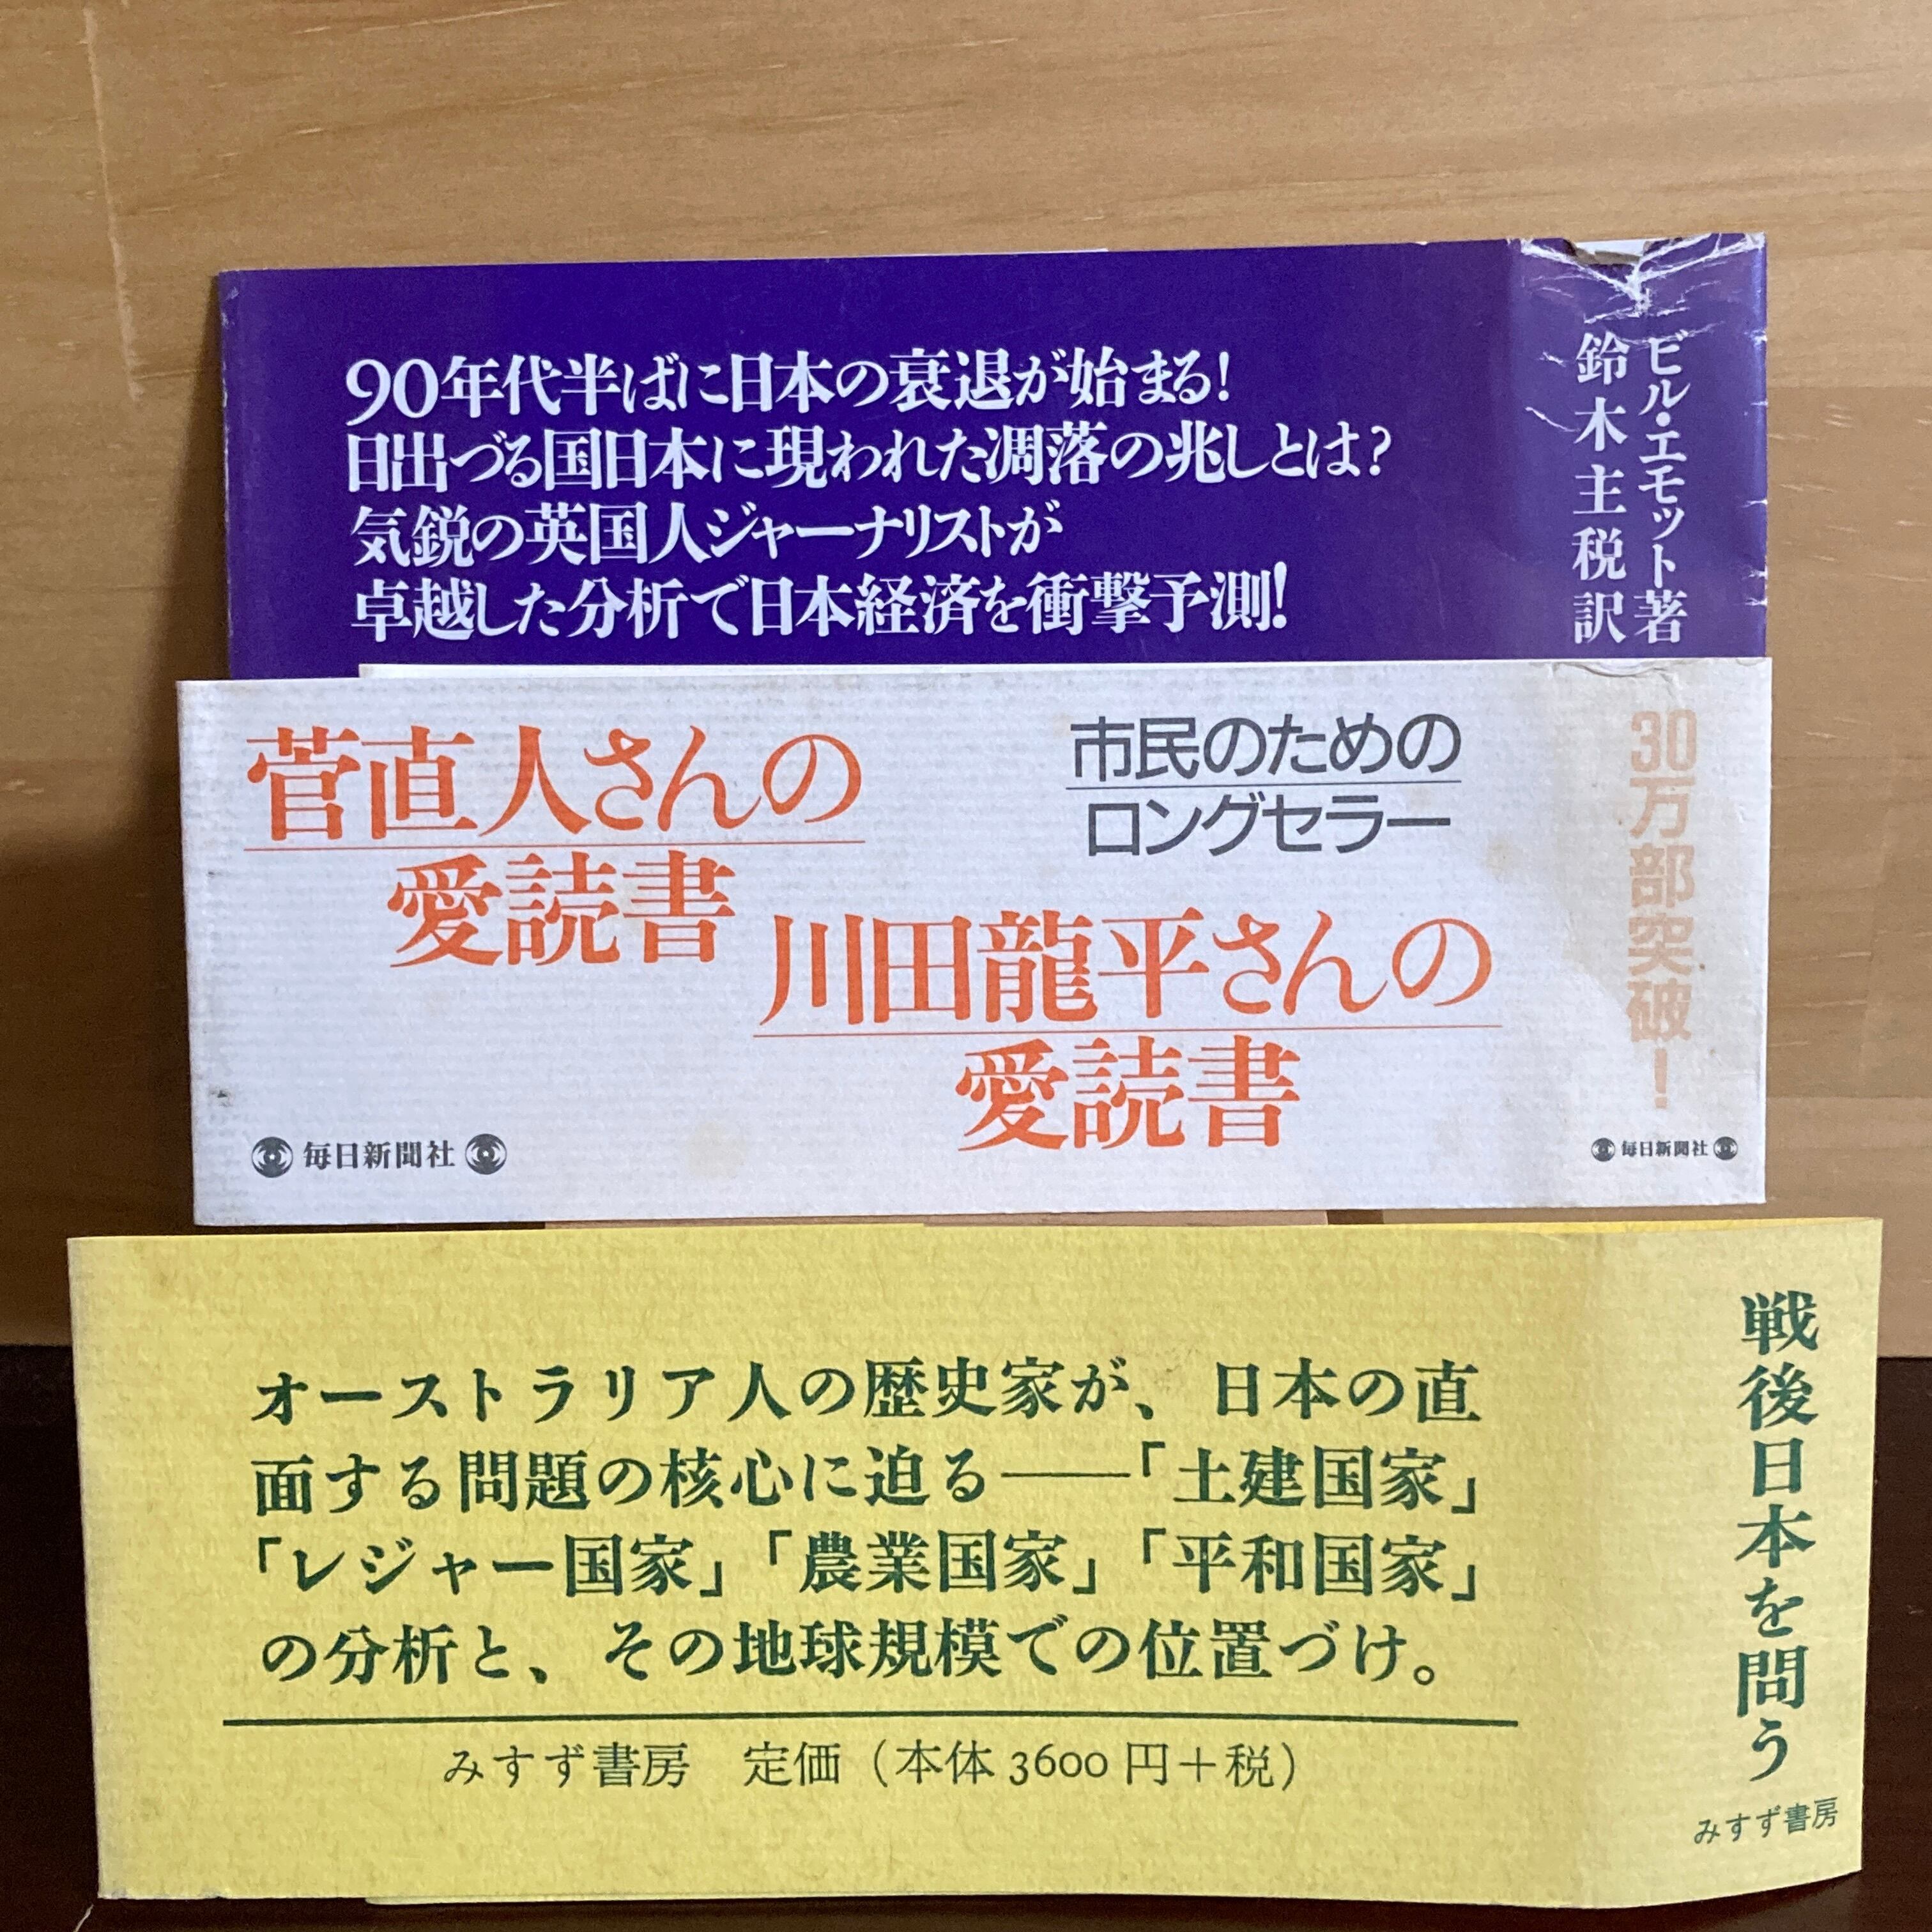 90年代半ばに日本の衰退が始まる！
日出づる国日本に現われた凋落の兆しとは？
気鋭の英国人ジャーナリストが
卓越した分析で日本経済を衝撃予測！
ビル・エモット著
鈴木主税訳
菅直人さんの
愛読書
市民のための
ロングセラー
川田龍平さんの
愛読書
毎日新聞社
30万部突破！
毎日新聞社
オーストラリア人の歴史家が、日本の直
面する問題の核心に迫る——「土建国家」
「レジャー国家」「農業国家」「平和国家」
の分析と、その地球規模での位置づけ。
みすず書房　定価（本体3600円＋税）
戦後日本を問う
みすず書房